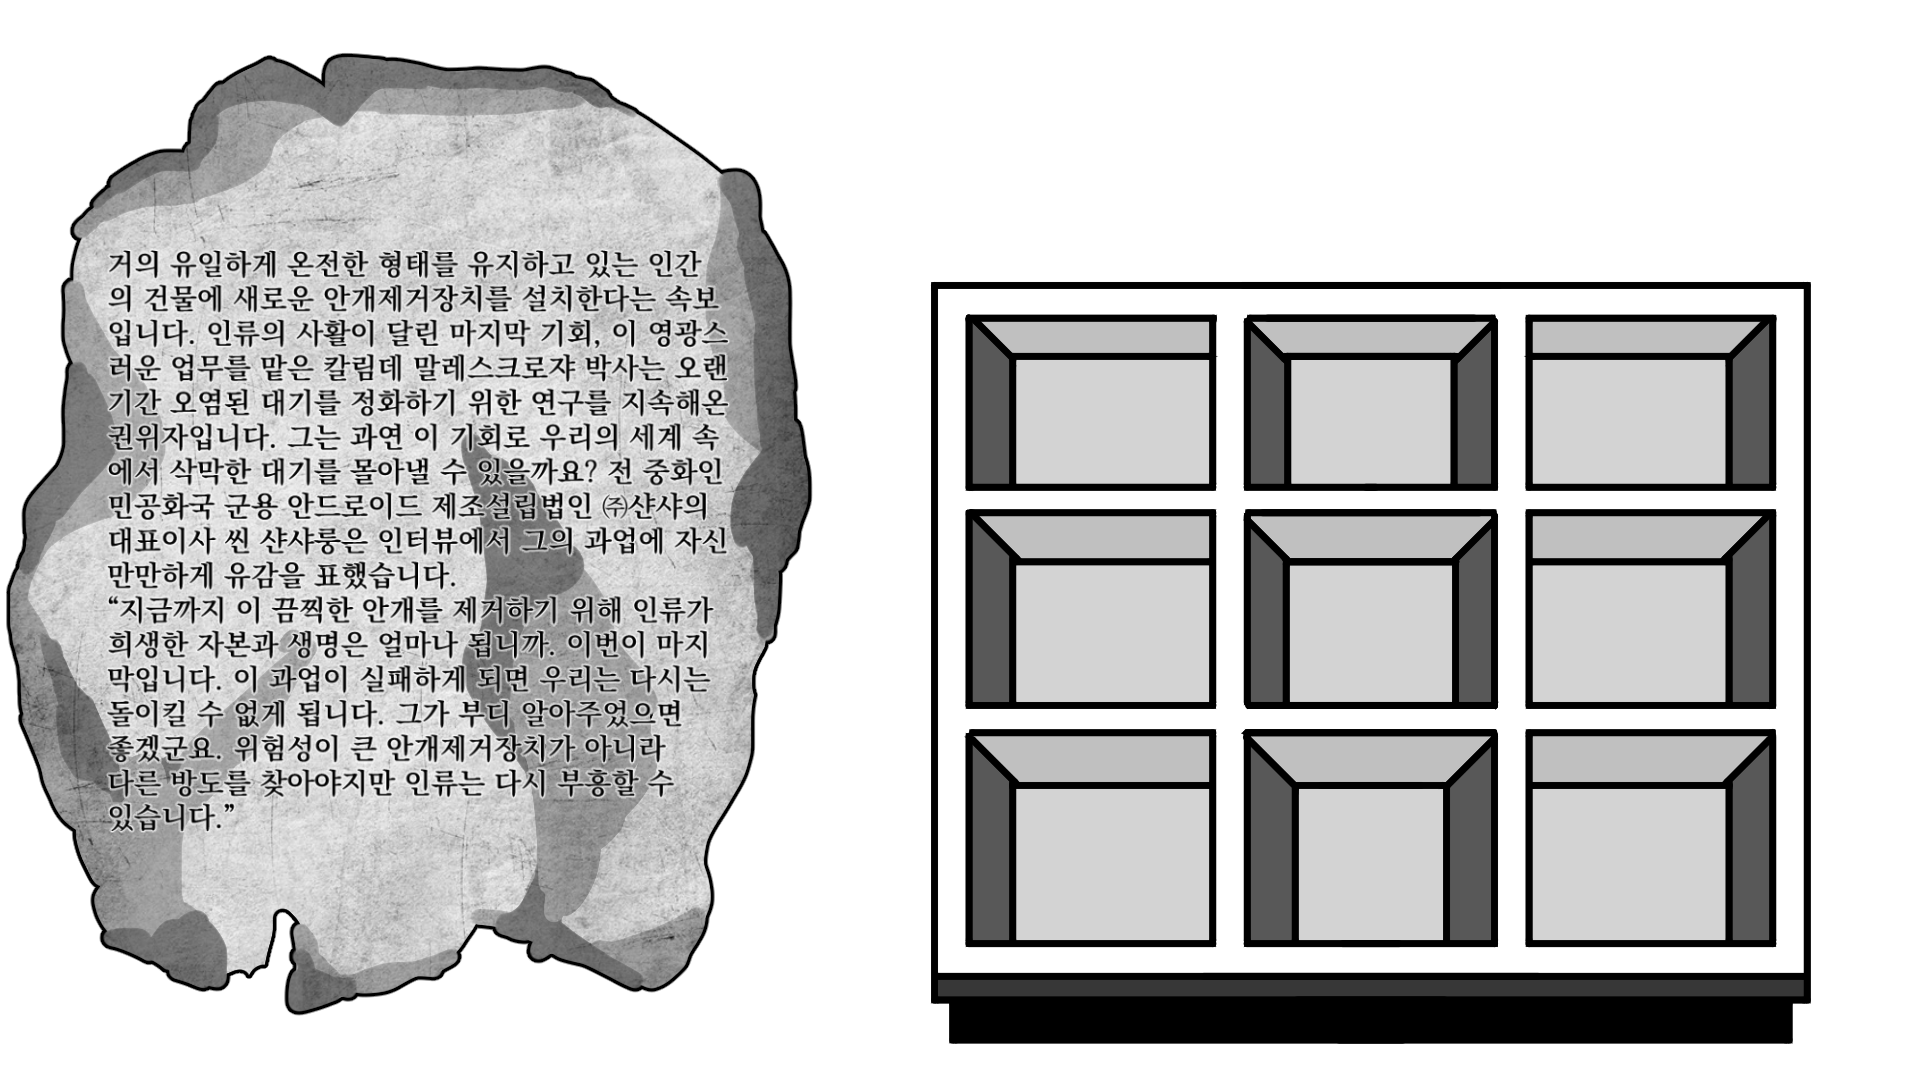 거의 유일하게 온전한 형태를 유지하고 있는 인간
의 건물에 새로운 안개제거장치를 설치한다는 속보
입니다. 인류의 사활이 달린 마지막 기회, 이 영광스
러운 업무를 맡은 칼림데 말레스크로쟈 박사는 오랜
기간 오염된 대기를 정화하기 위한 연구를 지속해온
권위자입니다. 그는 과연 이 기회로 우리의 세계 속
에서 삭막한 대기를 몰아낼 수 있을까요? 전 중화인
민공화국 군용 안드로이드 제조설립법인 ㈜샨샤의
대표이사 씬 샨샤룽은 인터뷰에서 그의 과업에 자신
만만하게 유감을 표했습니다.
“지금까지 이 끔찍한 안개를 제거하기 위해 인류가
희생한 자본과 생명은 얼마나 됩니까. 이번이 마지
막입니다. 이 과업이 실패하게 되면 우리는 다시는
돌이킬 수 없게 됩니다. 그가 부디 알아주었으면
좋겠군요. 위험성이 큰 안개제거장치가 아니라
다른 방도를 찾아야지만 인류는 다시 부흥할 수
있습니다.”